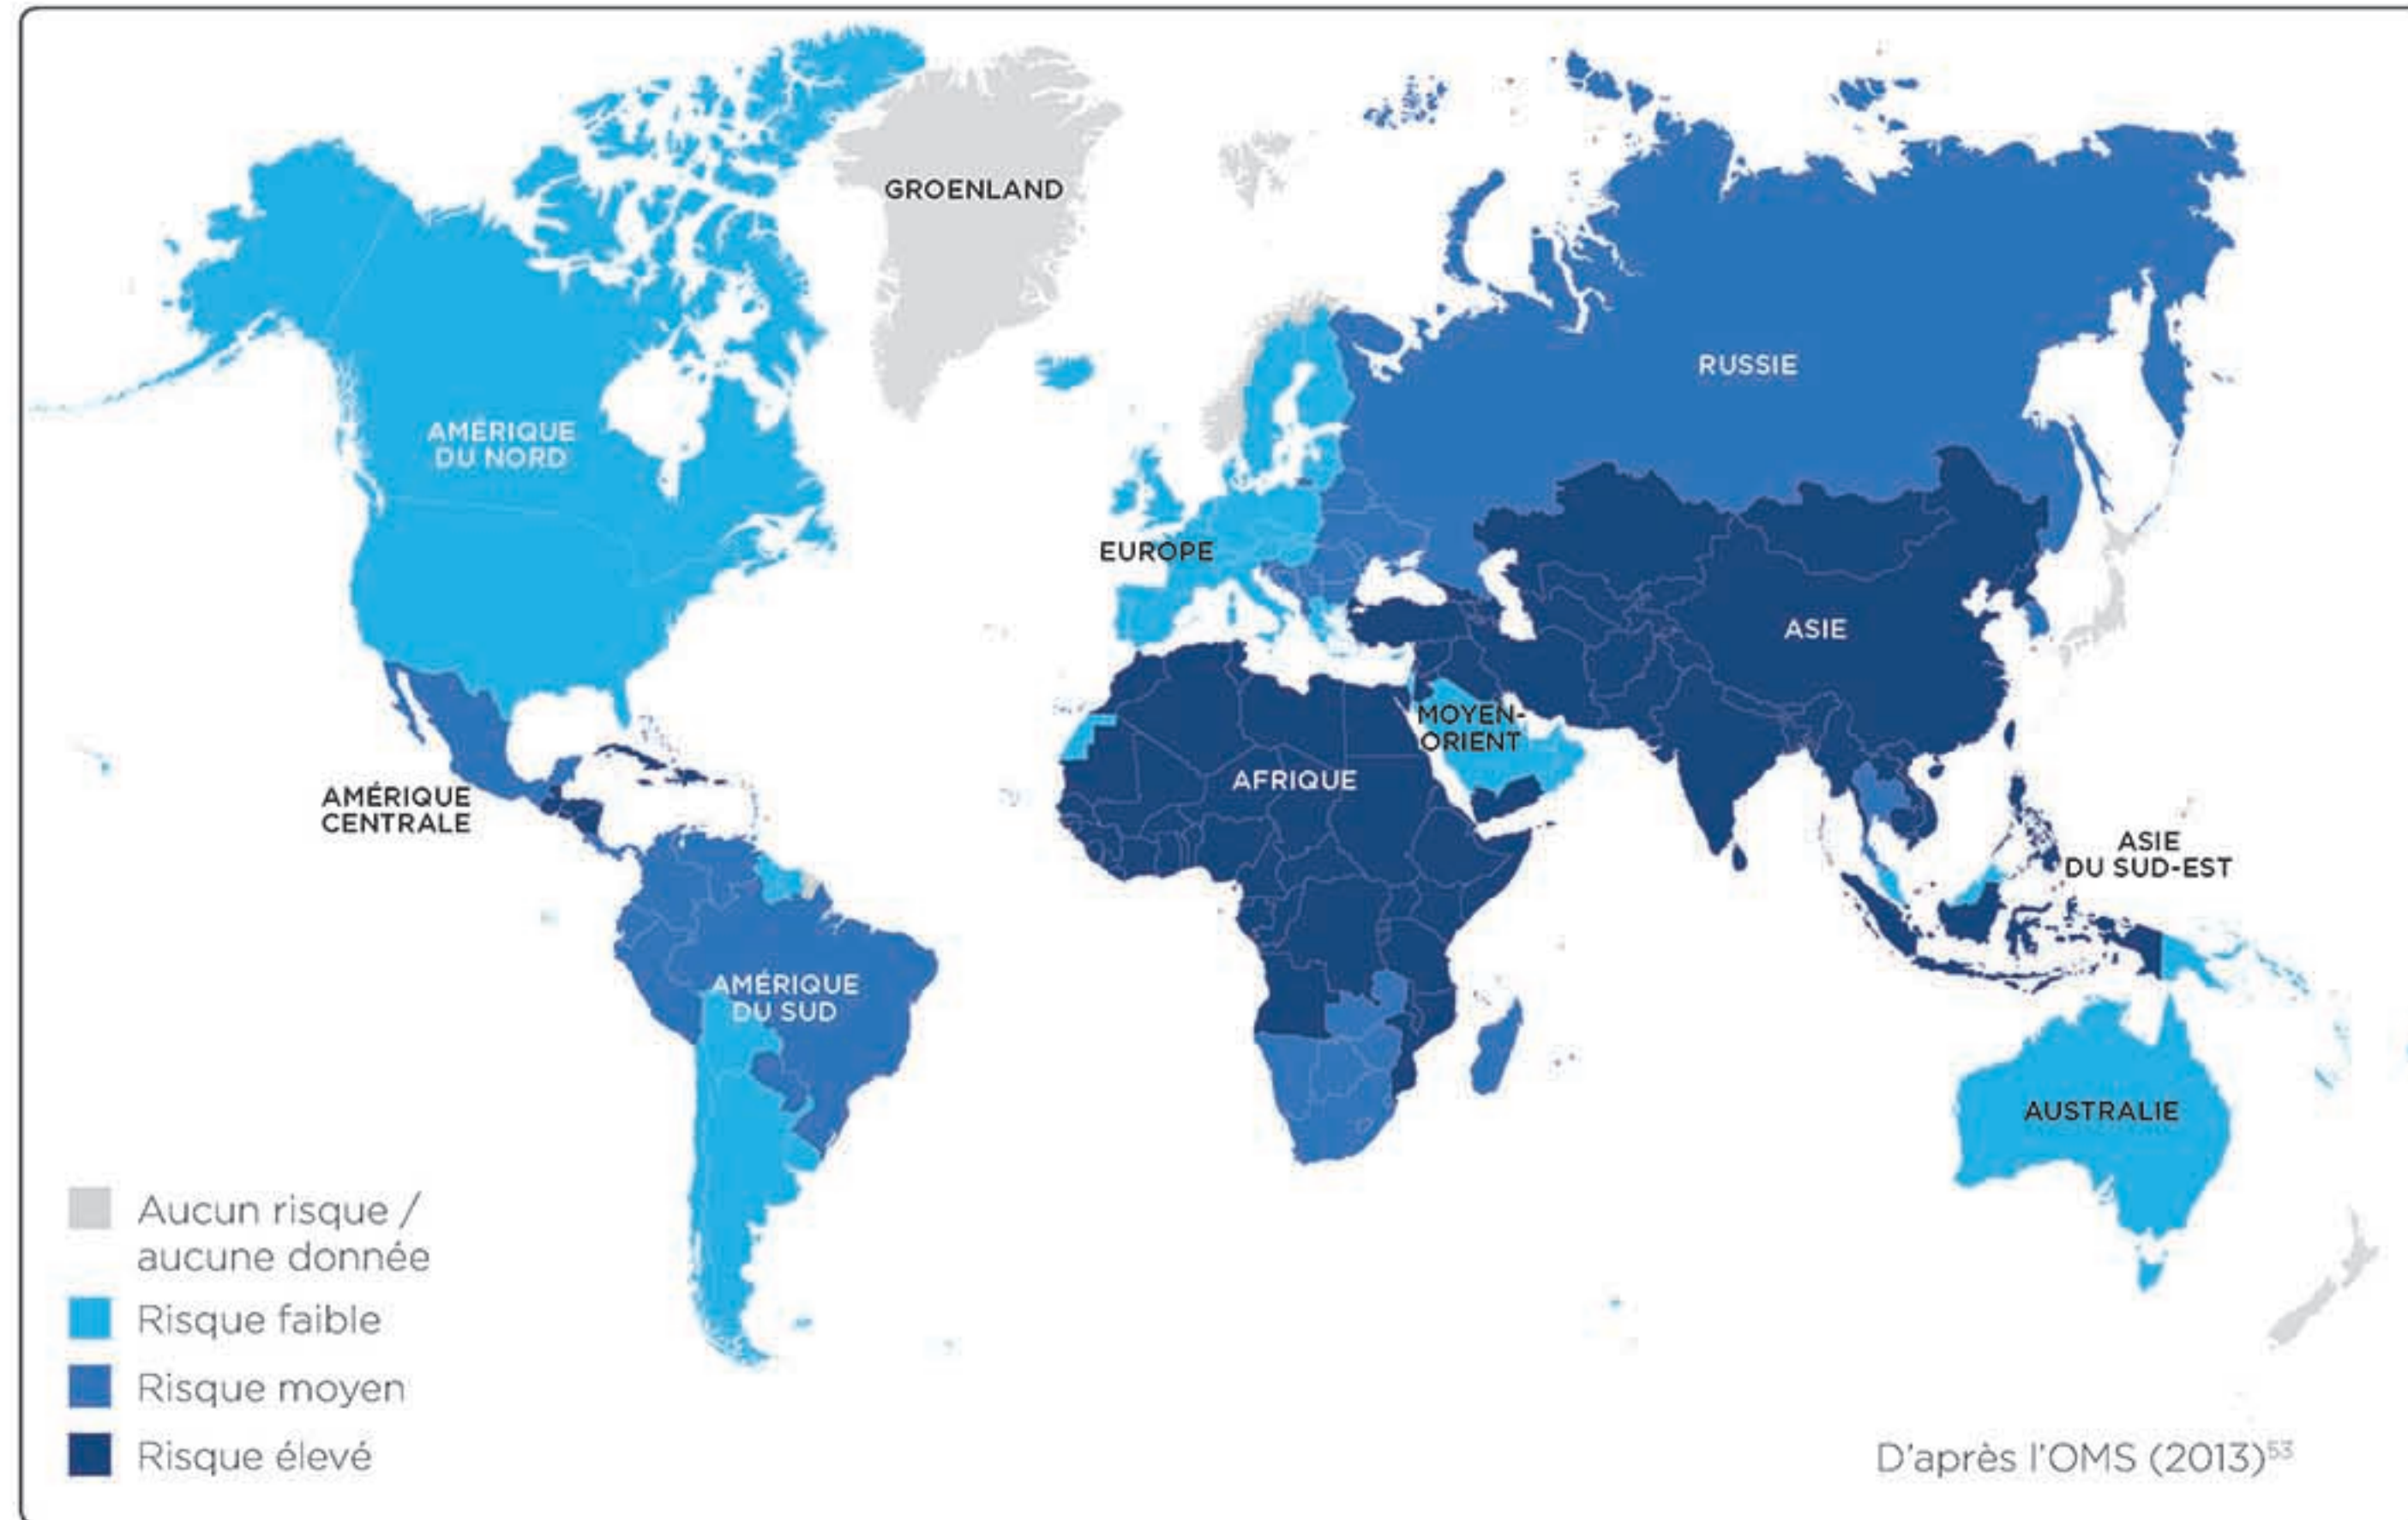 GROENLAND
RUSSIE
AMÉRIQUE
DU NORD
EUROPE
ASIE
MOYEN-
ORIENT
AFRIQUE
AMÉRIQUE
CENTRALE
ASIE
DU SUD-EST
AMÉRIQUE
DU SUD
AUSTRALIE
Aucun risque /
aucune donnée
Risque faible
Risque moyen
Risque élevé
D'après l'OMS (2013)⁵³